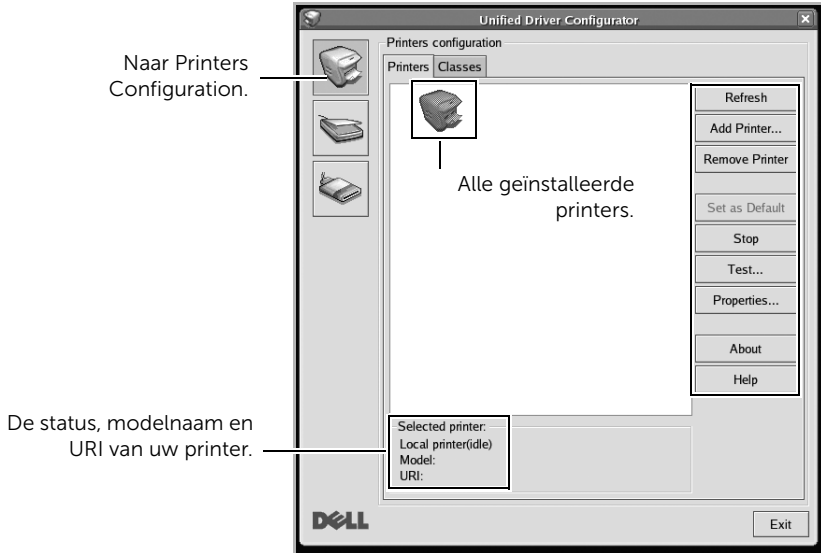 Unified Driver Configurator
Naar Printers
Configuration.
Printers configuration
Printers
Classes
Alle geïnstalleerde
printers.
Refresh
Add Printer...
Remove Printer
Set as Default
Stop
Test...
Properties...
About
Help
De status, modelnaam en
URI van uw printer.
Selected printer:
Local printer(idle)
Model:
URI:
DELL
Exit